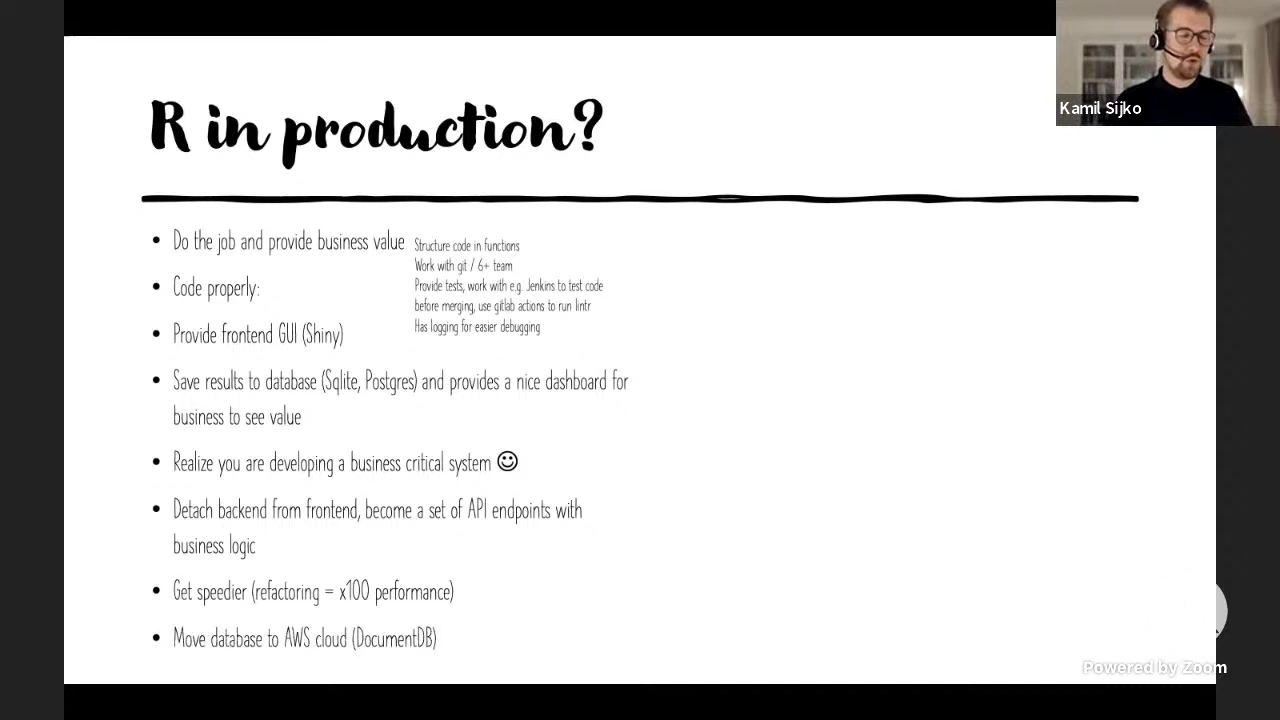 R in production?
Kamil Sijko
• Do the job and provide business value
• Code properly:
Structure code in functions
Work with git / 6+ team
Provide tests, work with e.g. Jenkins to test code
before merging, use gitlab actions to run lintr
Has logging for easier debugging
• Provide frontend GUI (Shiny)
• Save results to database (Sqlite, Postgres) and provides a nice dashboard for
business to see value
• Realize you are developing a business critical system ☺
• Detach backend from frontend, become a set of API endpoints with
business logic
• Get speedier (refactoring = x100 performance)
• Move database to AWS cloud (DocumentDB)
Powered by Zoom